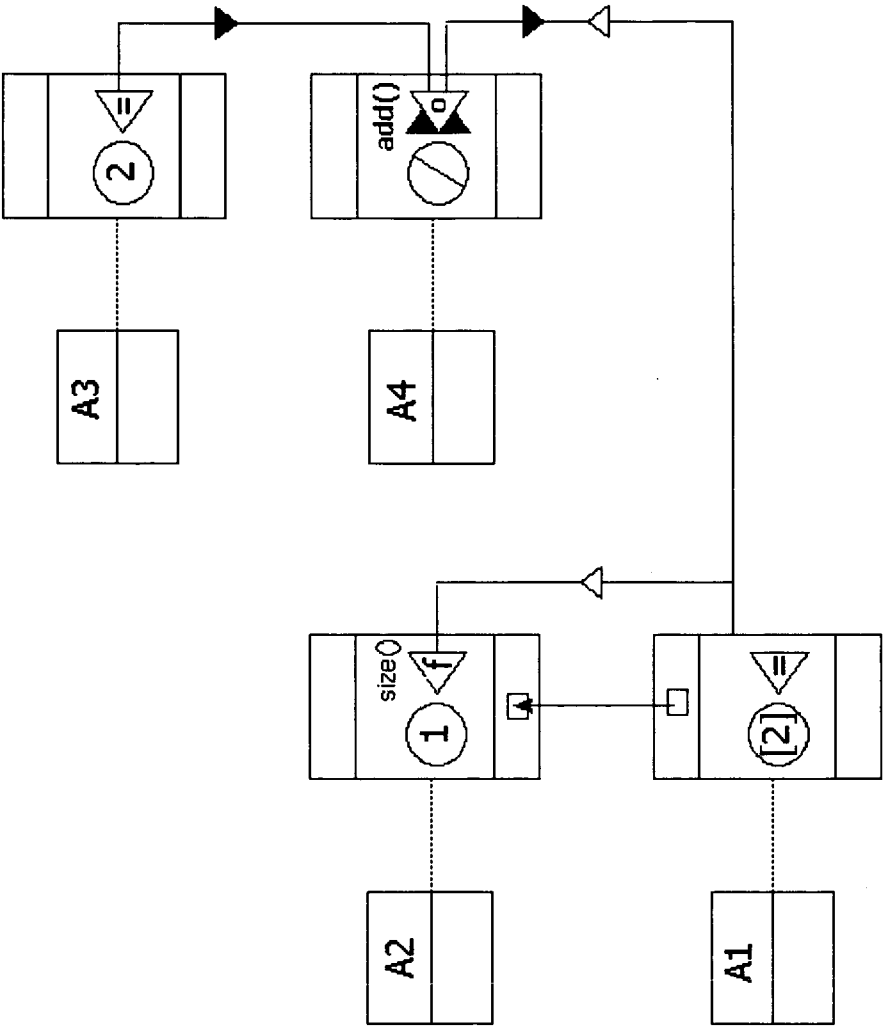 A3
2 =
A2
size()
1 f
A4
add()
o
A1
[2] =